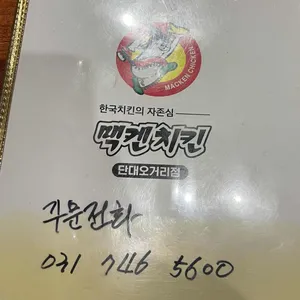 MACKEN CHICKEN
한국치킨의 자존심
맥켄치킨
단대오거리점
주문전화
031 746 5600